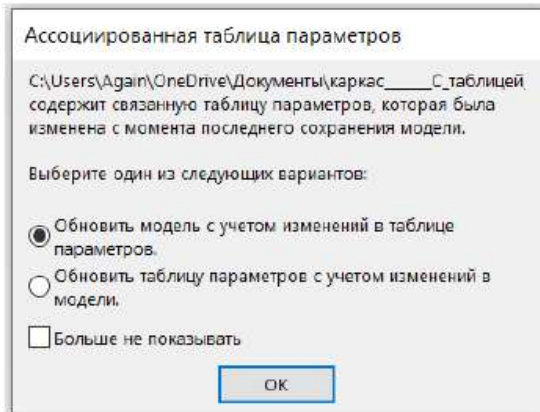 Ассоциированная таблица параметров
C:\Users\Again\OneDrive\Документы\каркас______С_таблицей
содержит связанную таблицу параметров, которая была
изменена с момента последнего сохранения модели.
Выберите один из следующих вариантов:
Обновить модель с учетом изменений в таблице
параметров.
Обновить таблицу параметров с учетом изменений в
модели.
Больше не показывать
ОК